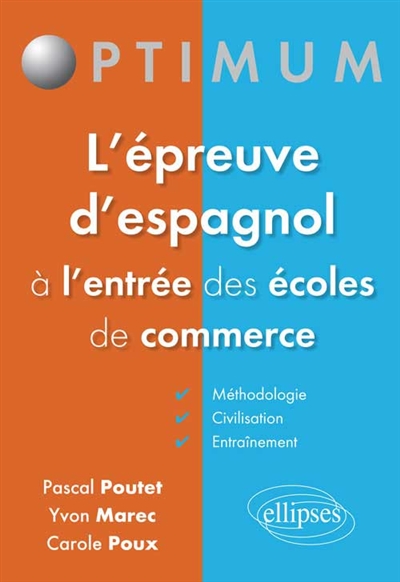 OPTIMUM
L'épreuve
d'espagnol
à l'entrée des écoles
de commerce
✓ Méthodologie
✓ Civilisation
✓ Entraînement
Pascal Poutet
Yvon Marec
Carole Poux
ellipses